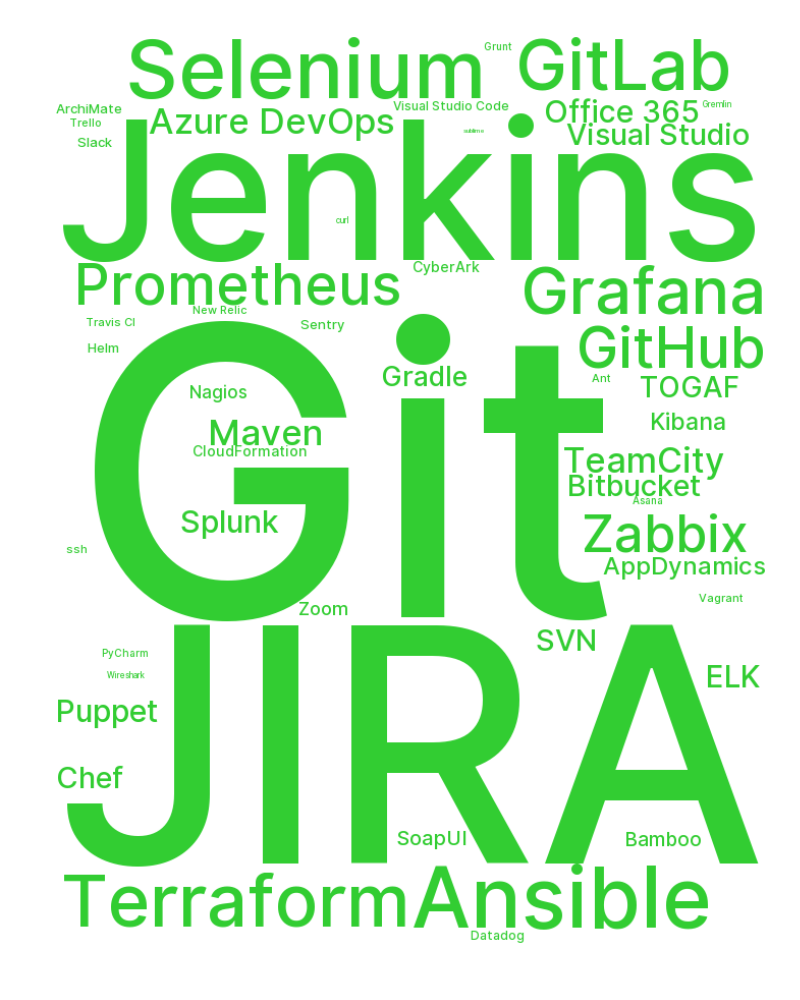 Selenium
Grunt
GitLab
ArchiMate
Trello
Slack
Azure DevOps
Visual Studio Code
sublime
Office 365
Gremlin
Visual Studio
Jenkins
curl
Prometheus
CyberArk
Grafana
New Relic
Travis CI
Sentry
Helm
GitHub
Gradle
Ant
TOGAF
Nagios
Kibana
Maven
CloudFormation
Git
TeamCity
Bitbucket
Asana
Splunk
Zabbix
ssh
AppDynamics
Zoom
Vagrant
SVN
PyCharm
Wireshark
ELK
Puppet
JIRA
Chef
SoapUI
Bamboo
Terraform
Ansible
Datadog